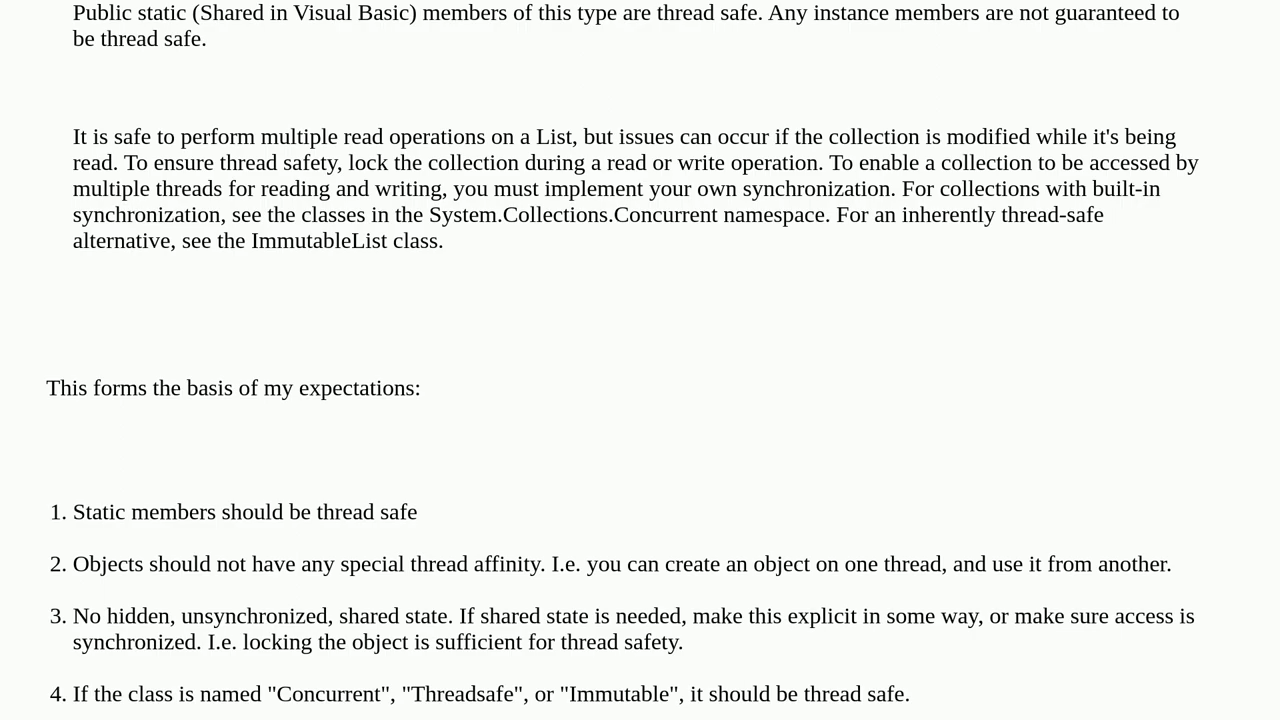 Public static (Shared in Visual Basic) members of this type are thread safe. Any instance members are not guaranteed to
be thread safe.
It is safe to perform multiple read operations on a List, but issues can occur if the collection is modified while it's being
read. To ensure thread safety, lock the collection during a read or write operation. To enable a collection to be accessed by
multiple threads for reading and writing, you must implement your own synchronization. For collections with built-in
synchronization, see the classes in the System.Collections.Concurrent namespace. For an inherently thread-safe
alternative, see the ImmutableList class.
This forms the basis of my expectations:
1. Static members should be thread safe
2. Objects should not have any special thread affinity. I.e. you can create an object on one thread, and use it from another.
3. No hidden, unsynchronized, shared state. If shared state is needed, make this explicit in some way, or make sure access is
synchronized. I.e. locking the object is sufficient for thread safety.
4. If the class is named "Concurrent", "Threadsafe", or "Immutable", it should be thread safe.